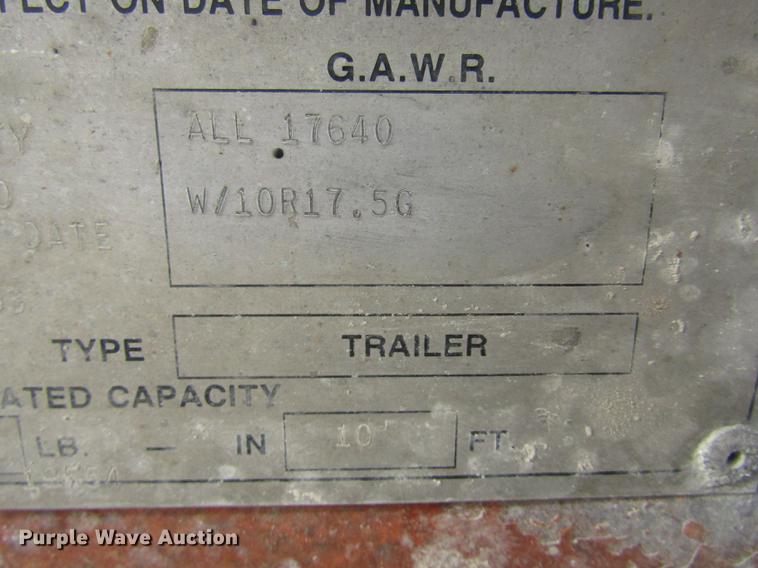 FECT ON DATE OF MANUFACTURE.
G.A.W.R.
ALL 17640
W/10R17.5G
DATE
TYPE TRAILER
ATED CAPACITY
LB. — IN 10' FT.
Purple Wave Auction